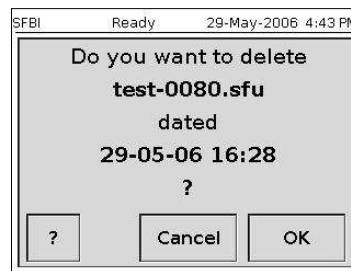 SFBI Ready 29-May-2006 4:43 PM
Do you want to delete
test-0080.sfu
dated
29-05-06 16:28
?
? Cancel OK